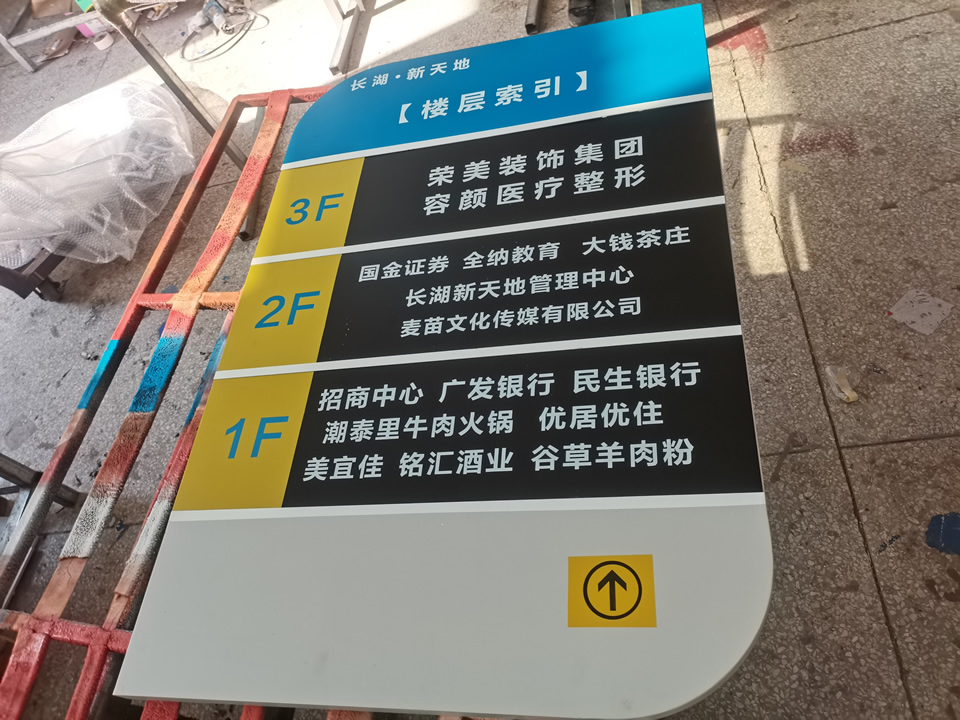 长湖·新天地
【楼层索引】
3F
荣美装饰集团
容颜医疗整形
2F
国金证券 全纳教育 大钱茶庄
长湖新天地管理中心
麦苗文化传媒有限公司
1F
招商中心 广发银行 民生银行
潮泰里牛肉火锅 优居优住
美宜佳 铭汇酒业 谷草羊肉粉